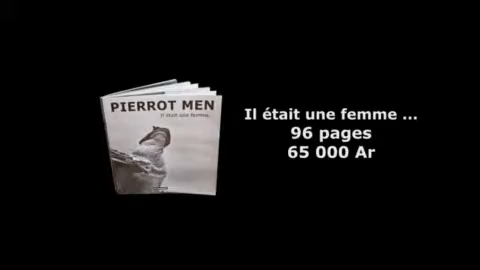 PIERROT MEN
Il était une femme.
Il était une femme ...
96 pages
65 000 Ar